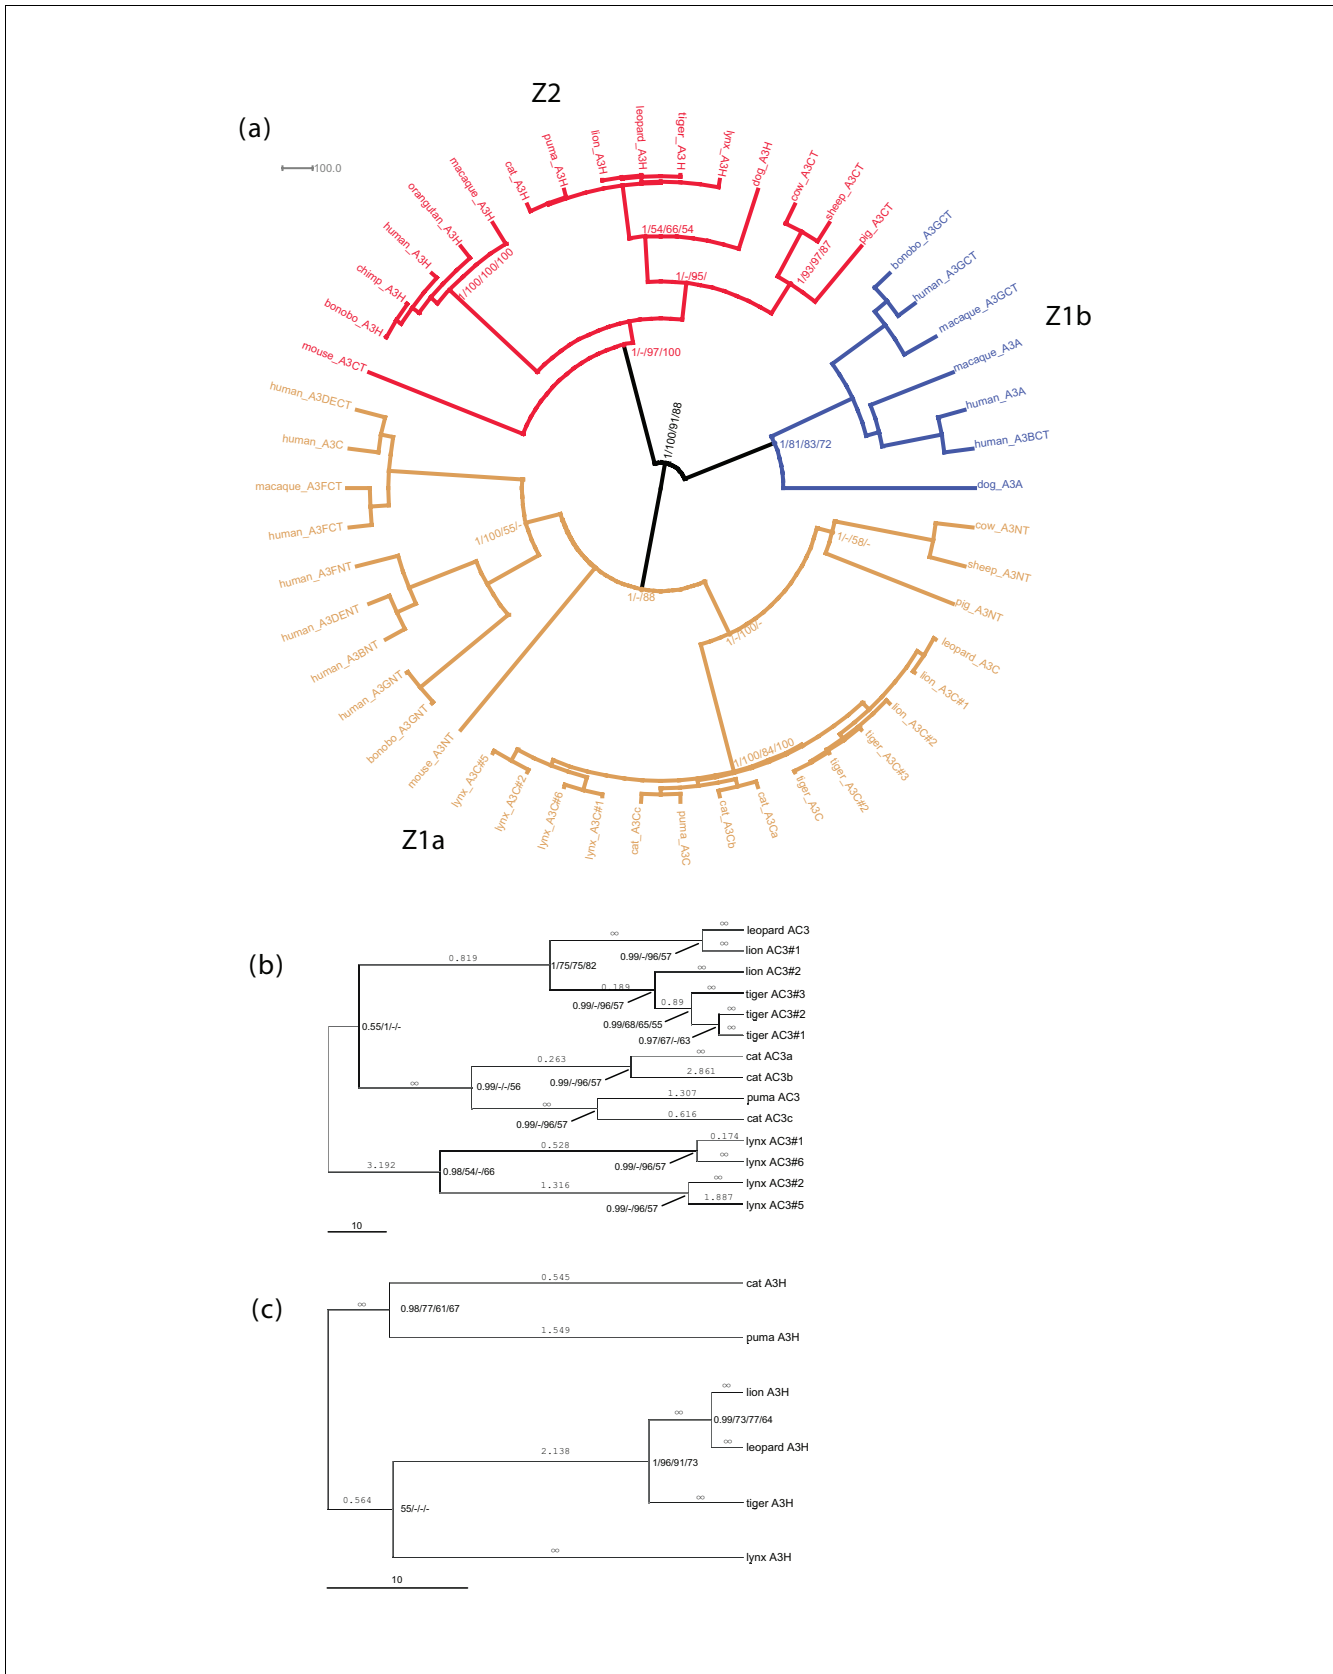 Z2
(a)
100.0
bonobo_A3H
chimp_A3H
human_A3H
orangutan_A3H
macaque_A3H
cat_A3H
puma_A3H
lion_A3H
leopard_A3H
tiger_A3H
lynx_A3H
dog_A3H
cow_A3CT
sheep_A3CT
pig_A3CT
mouse_A3CT
1/100/100/100
1/54/66/54
1/-/95/
1/93/97/87
1/-/97/100
1/100/91/88
Z1b
bonobo_A3GCT
human_A3GCT
macaque_A3GCT
macaque_A3A
human_A3A
human_A3BCT
dog_A3A
1/81/83/72
human_A3DECT
human_A3C
macaque_A3FCT
human_A3FCT
human_A3FNT
human_A3DENT
human_A3BNT
human_A3GNT
bonobo_A3GNT
mouse_A3NT
1/100/55/-
1/-/88
1/-/100/-
1/-/58/-
1/100/84/100
cow_A3NT
sheep_A3NT
pig_A3NT
leopard_A3C
lion_A3C#1
lion_A3C#2
tiger_A3C#3
tiger_A3C#2
tiger_A3C
cat_A3Ca
cat_A3Cb
puma_A3C
cat_A3Cc
lynx_A3C#1
lynx_A3C#6
lynx_A3C#2
lynx_A3C#5
Z1a
(b)
∞
leopard AC3
∞
∞
lion AC3#1
0.819
0.99/-/96/57
1/75/75/82
∞
lion AC3#2
0.189
∞
tiger AC3#3
0.99/-/96/57
0.89
∞
tiger AC3#2
0.99/68/65/55
0.55/1/-/-
∞
tiger AC3#1
0.97/67/-/63
∞
cat AC3a
0.263
2.861
cat AC3b
∞
0.99/-/-/56
0.99/-/96/57
1.307
puma AC3
∞
0.616
cat AC3c
0.99/-/96/57
0.174
lynx AC3#1
0.528
∞
lynx AC3#6
3.192
0.98/54/-/66
0.99/-/96/57
∞
lynx AC3#2
1.316
1.887
lynx AC3#5
0.99/-/96/57
10
(c)
0.545
cat A3H
∞
0.98/77/61/67
1.549
puma A3H
∞
lion A3H
∞
0.99/73/77/64
∞
leopard A3H
2.138
1/96/91/73
∞
tiger A3H
0.564
55/-/-/-
∞
lynx A3H
10